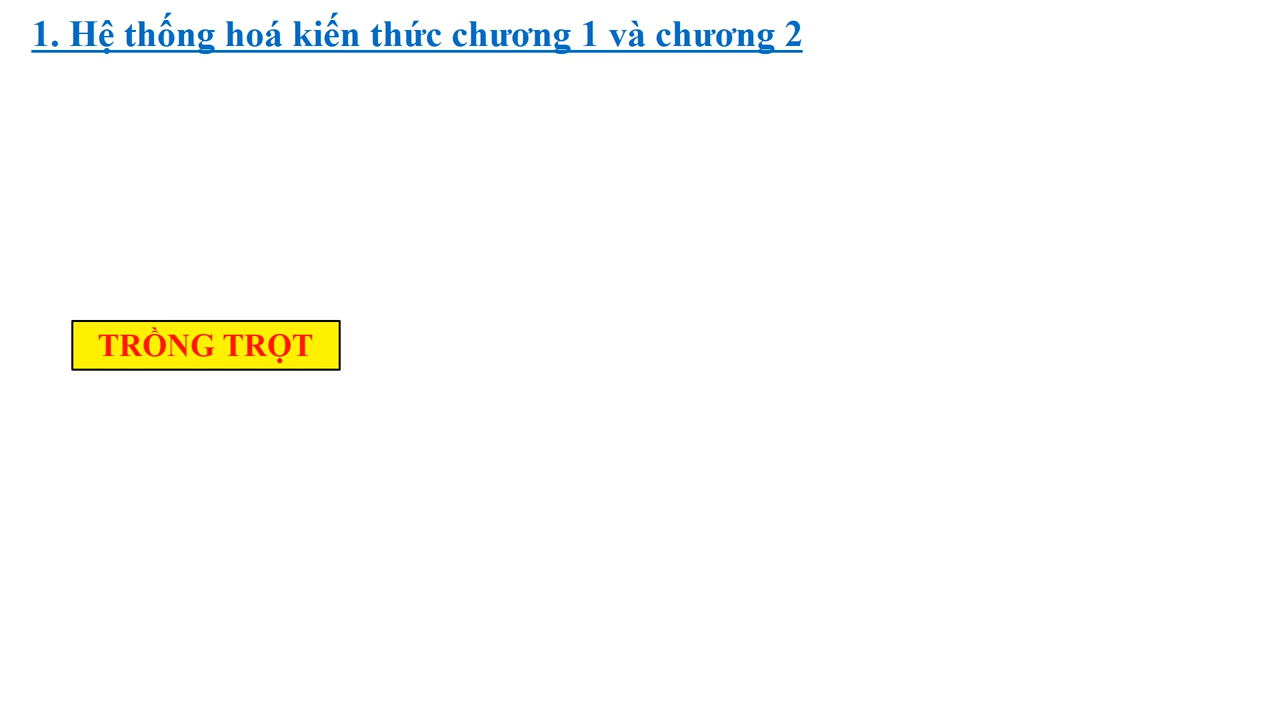 1. Hệ thống hoá kiến thức chương 1 và chương 2
TRỒNG TRỌT